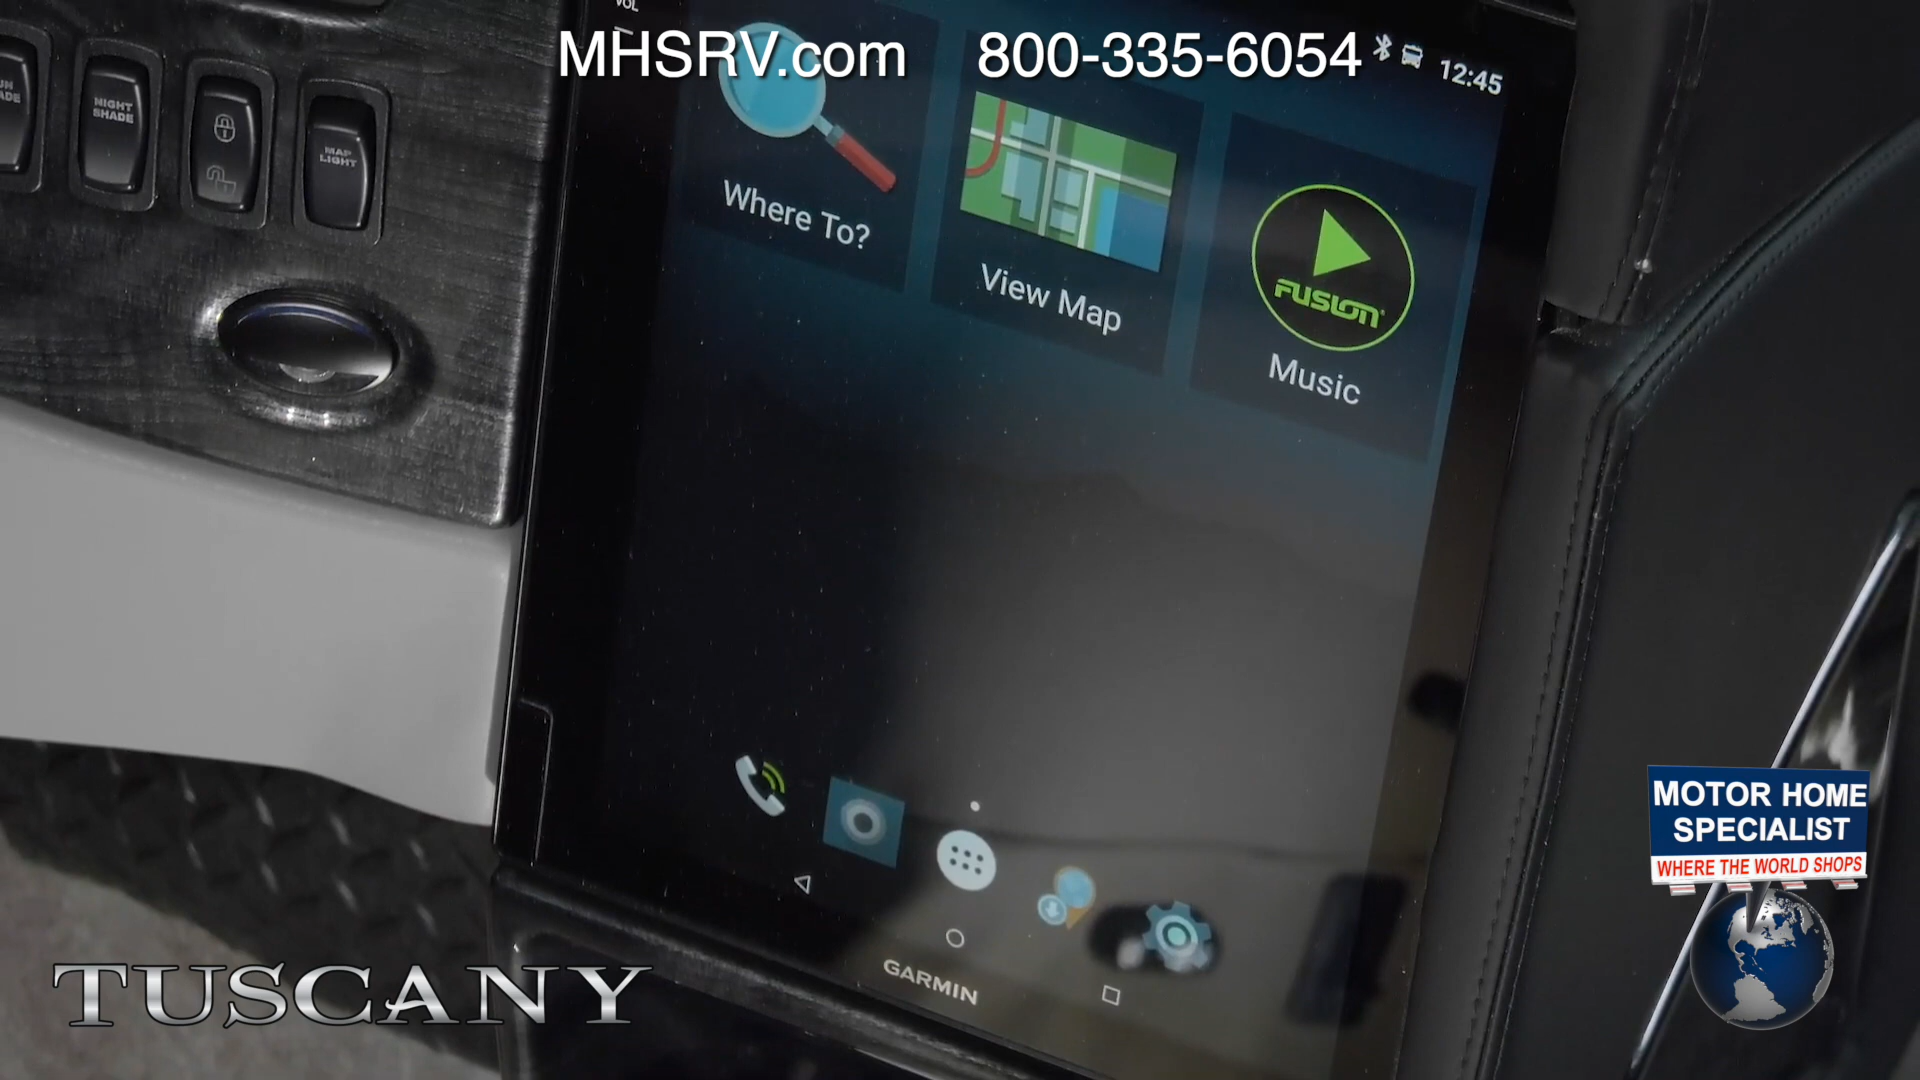 VOL
MHSRV.com 800-335-6054
12:45
NIGHT
SHADE
MAP
LIGHT
Where To?
View Map
FUSION
Music
GARMIN
MOTOR HOME
SPECIALIST
WHERE THE WORLD SHOPS
TUSCANY